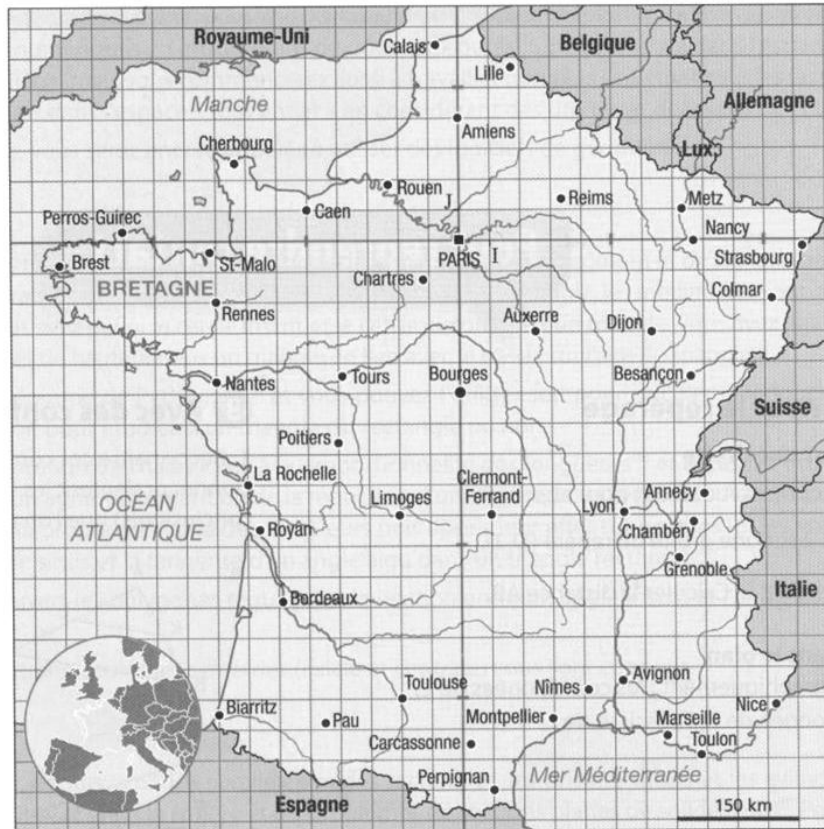 Royaume-Uni
Calais
Belgique
Lille
Allemagne
Manche
Amiens
Cherbourg
Lux.
Rouen
J
Reims
Metz
Caen
Perros-Guirec
Nancy
Brest
St-Malo
PARIS
I
Strasbourg
Chartres
BRETAGNE
Colmar
Rennes
Auxerre
Dijon
Nantes
Tours
Bourges
Besançon
Suisse
Poitiers
La Rochelle
Clermont-
Ferrand
Annecy
OCÉAN
ATLANTIQUE
Limoges
Lyon
Chambéry
Royan
Grenoble
Bordeaux
Italie
Avignon
Toulouse
Nîmes
Nice
Biarritz
Pau
Montpellier
Marseille
Carcassonne
Toulon
Perpignan
Mer Méditerranée
Espagne
150 km